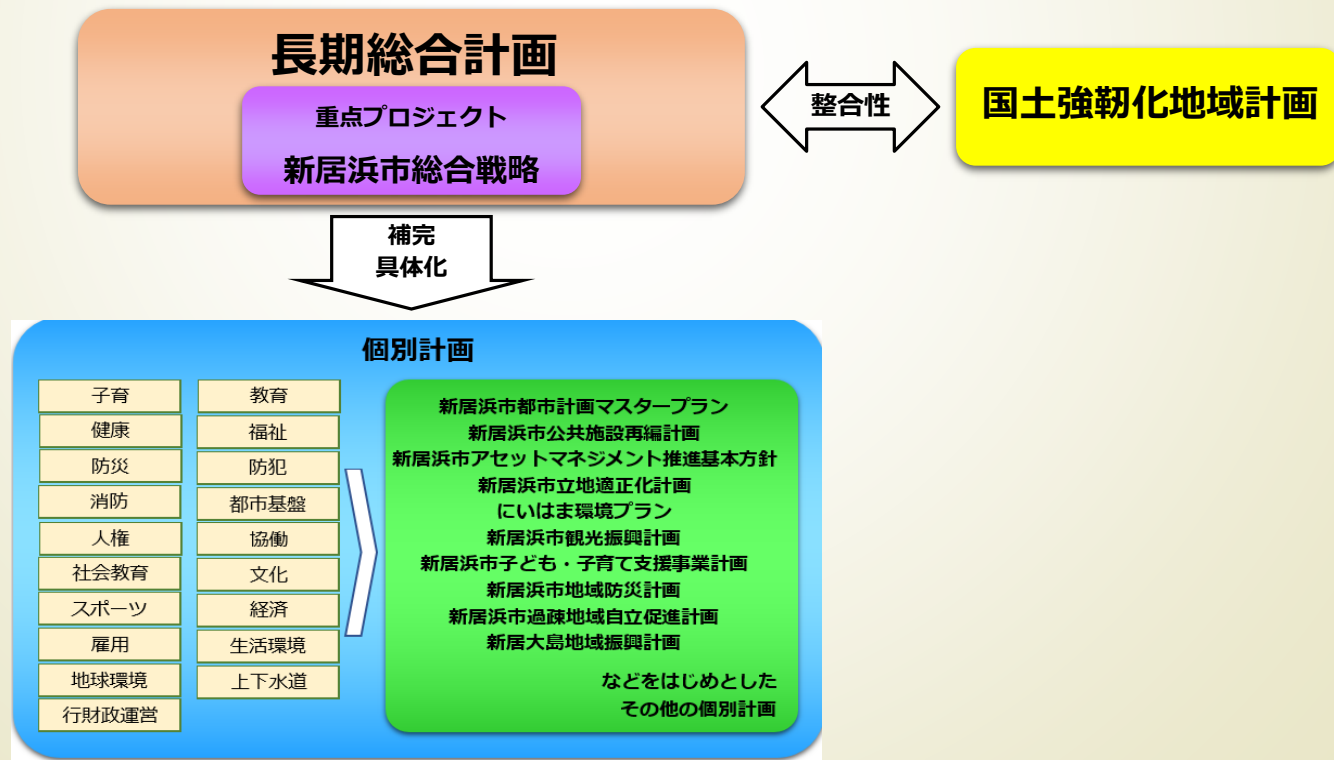 長期総合計画
重点プロジェクト
新居浜市総合戦略
整合性
国土強靭化地域計画
補完
具体化
個別計画
子育
教育
健康
福祉
防災
防犯
消防
都市基盤
人権
協働
社会教育
文化
スポーツ
経済
雇用
生活環境
地球環境
上下水道
行財政運営
新居浜市都市計画マスタープラン
新居浜市公共施設再編計画
新居浜市アセットマネジメント推進基本方針
新居浜市立地適正化計画
にいはま環境プラン
新居浜市観光振興計画
新居浜市子ども・子育て支援事業計画
新居浜市地域防災計画
新居浜市過疎地域自立促進計画
新居大島地域振興計画
などをはじめとした
その他の個別計画